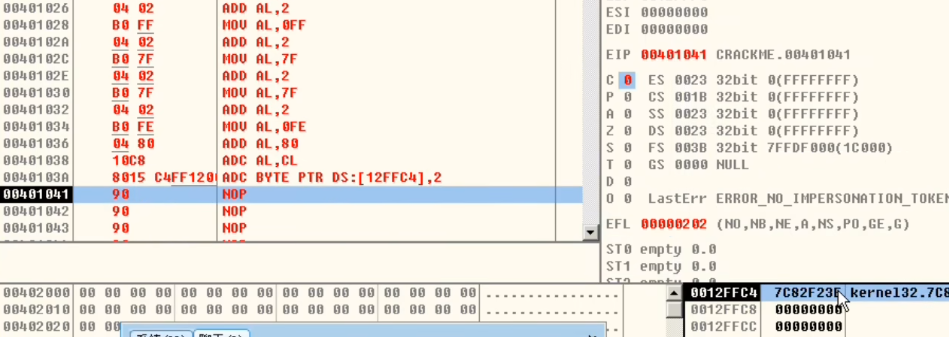 00401026 04 02 ADD AL,2
00401028 B0 FF MOV AL,0FF
0040102A 04 02 ADD AL,2
0040102C B0 7F MOV AL,7F
0040102E 04 02 ADD AL,2
00401030 B0 7F MOV AL,7F
00401032 04 02 ADD AL,2
00401034 B0 FE MOV AL,0FE
00401036 04 80 ADD AL,80
00401038 10C8 ADC AL,CL
0040103A 8015 C4FF1200 ADC BYTE PTR DS:[12FFC4],2
00401041 90 NOP
00401042 90 NOP
00401043 90 NOP
ESI 00000000
EDI 00000000
EIP 00401041 CRACKME.00401041
C 0 ES 0023 32bit 0(FFFFFFFF)
P 0 CS 001B 32bit 0(FFFFFFFF)
A 0 SS 0023 32bit 0(FFFFFFFF)
Z 0 DS 0023 32bit 0(FFFFFFFF)
S 0 FS 003B 32bit 7FFDF000(1C000)
T 0 GS 0000 NULL
D 0
O 0 LastErr ERROR_NO_IMPERSONATION_TOKEN
EFL 00000202 (NO,NB,NE,A,NS,PO,GE,G)
ST0 empty 0.0
ST1 empty 0.0
00402000 00 00 00 00 00 00 00 00 00 00 00 00 00 00 00 00 ................
00402010 00 00 00 00 00 00 00 00 00 00 00 00 00 00 00 00 ................
00402020 00 00
0012FFC4 7C82F23F kernel32.7C8
0012FFC8 00000000
0012FFCC 00000000